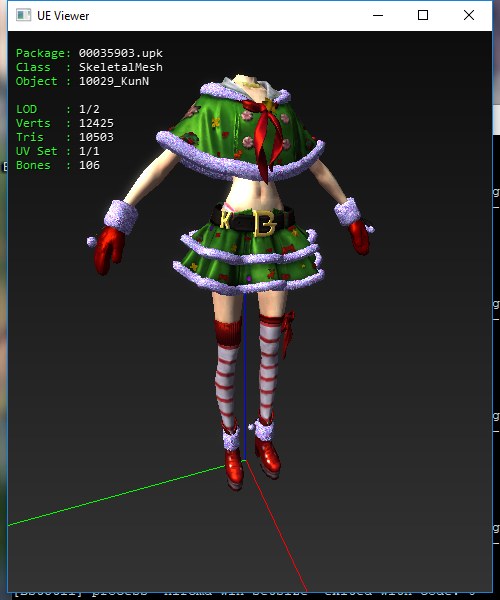 UE Viewer
Package: 00035903.upk
Class  : SkeletalMesh
Object : 10029_KunN
LOD    : 1/2
Verts  : 12425
Tris   : 10503
UV Set : 1/1
Bones  : 106
K B